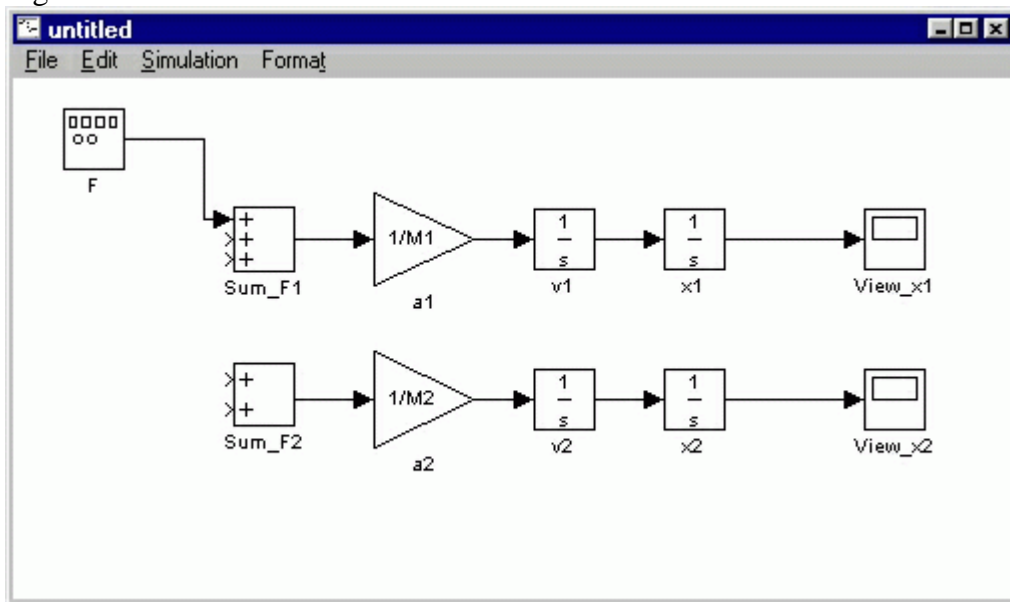 untitled
File Edit Simulation Format
F
+
+
+
Sum_F1
1/M1
a1
1
s
v1
1
s
x1
View_x1
+
+
Sum_F2
1/M2
a2
1
s
v2
1
s
x2
View_x2